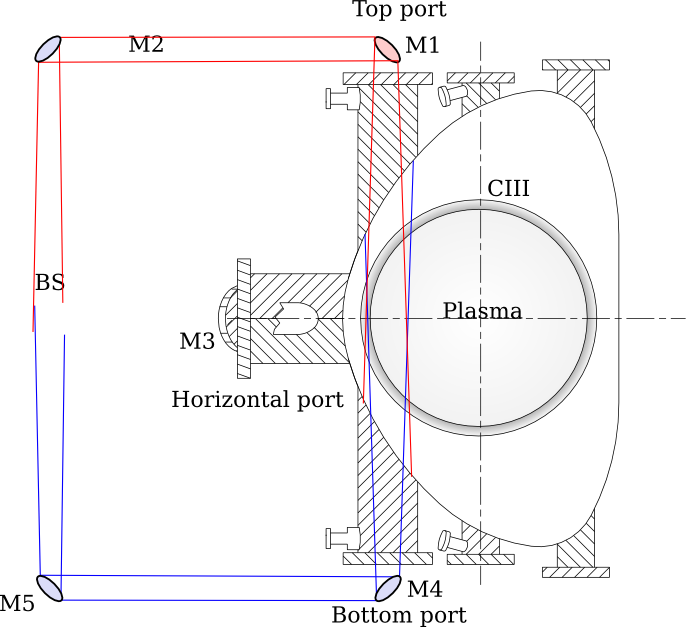 Top port
M2
M1
CIII
BS
Plasma
M3
Horizontal port
M4
M5
Bottom port